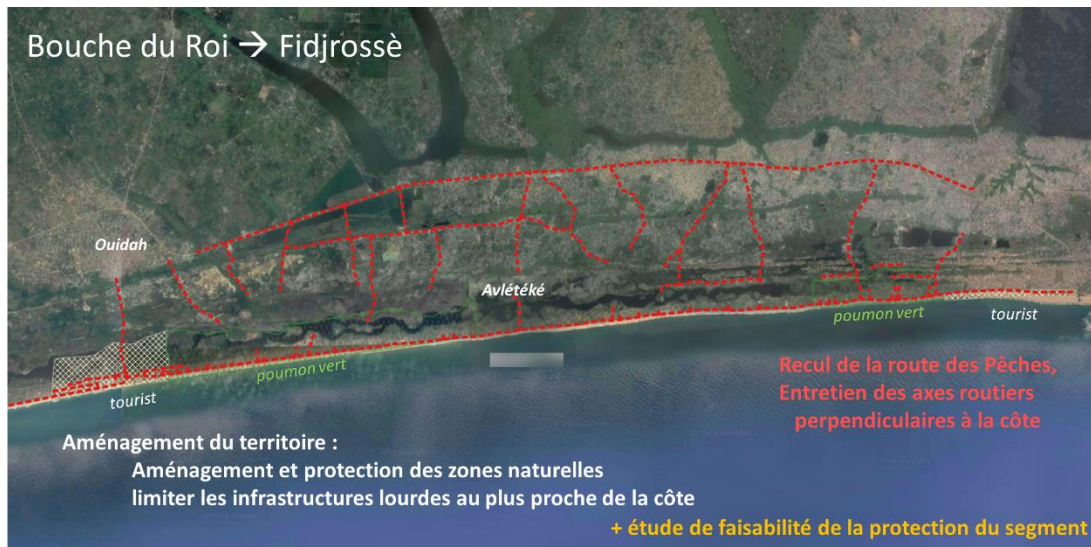 Bouche du Roi → Fidjrossè
Ouidah
Avlétéké
poumon vert
tourist
poumon vert
tourist
Recul de la route des Pêches,
Entretien des axes routiers
perpendiculaires à la côte
Aménagement du territoire :
Aménagement et protection des zones naturelles
limiter les infrastructures lourdes au plus proche de la côte
+ étude de faisabilité de la protection du segment